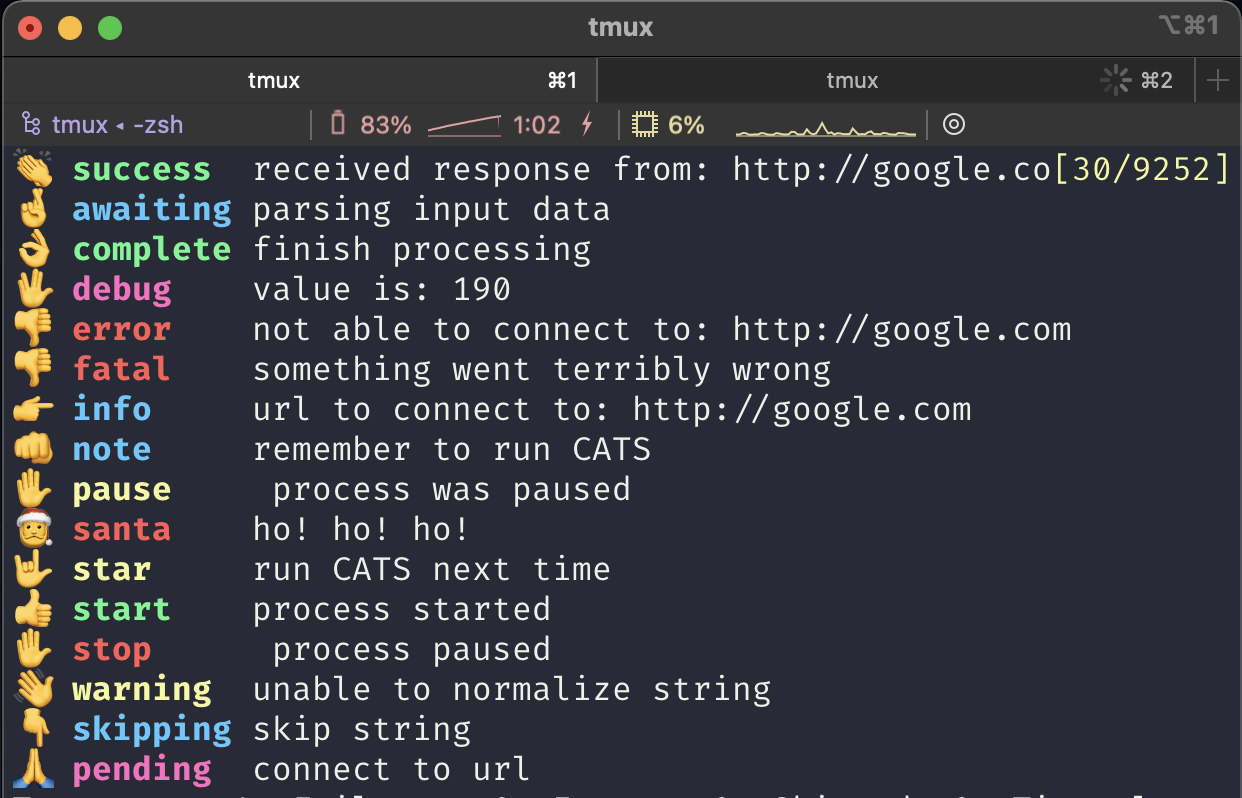 tmux ⌥⌘1
tmux ⌘1 tmux ⌘2 +
tmux ◂ -zsh 83% 1:02 6%
👏 success received response from: http://google.co[30/9252]
🤞 awaiting parsing input data
👌 complete finish processing
🖖 debug value is: 190
👎 error not able to connect to: http://google.com
👎 fatal something went terribly wrong
👉 info url to connect to: http://google.com
👊 note remember to run CATS
✋ pause process was paused
🎅 santa ho! ho! ho!
🤟 star run CATS next time
👍 start process started
✋ stop process paused
👋 warning unable to normalize string
👇 skipping skip string
🙏 pending connect to url